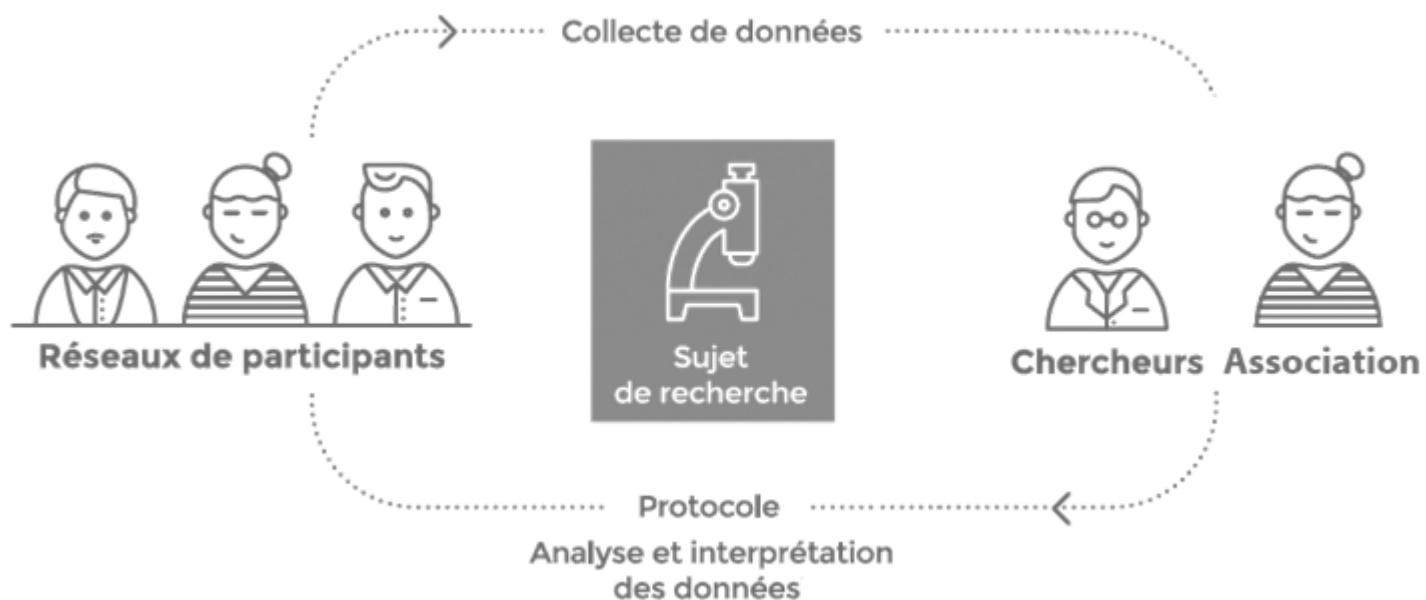 Collecte de données
Réseaux de participants
Sujet
de recherche
Chercheurs
Association
Protocole
Analyse et interprétation
des données